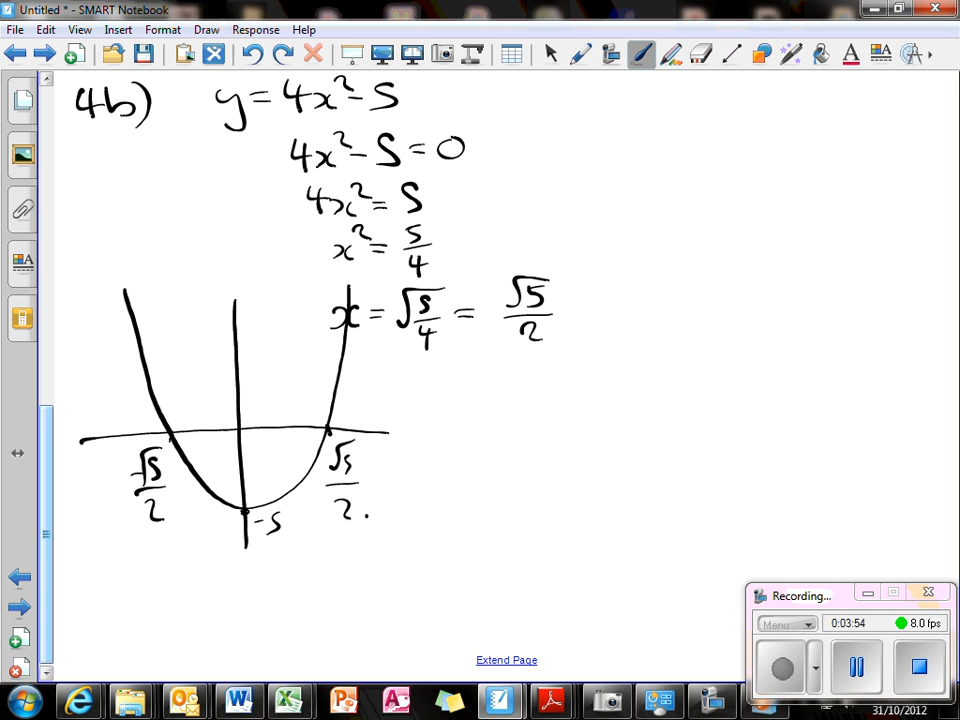 Untitled * - SMART Notebook
File Edit View Insert Format Draw Response Help
4b) y = 4x² - 5
4x² - 5 = 0
4x² = 5
x² = 5/4
x = √5/4 = √5/2
-√5/2
√5/2.
-5
Recording...
Menu
0:03:54
8.0 fps
Extend Page
31/10/2012